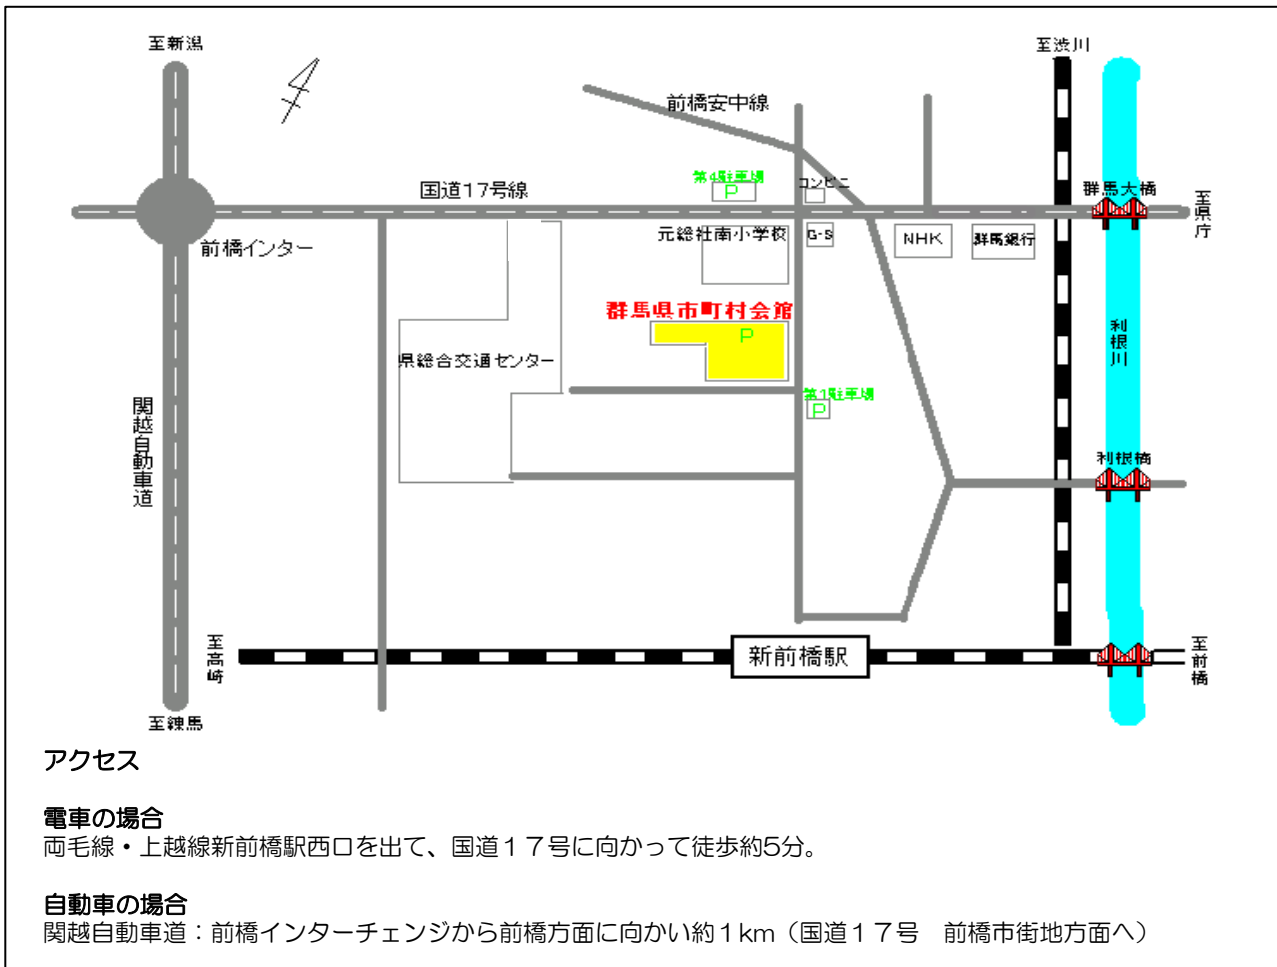 至新潟
至渋川
前橋安中線
第4駐車場
P
コンビニ
国道17号線
群馬大橋
至県庁
前橋インター
元総社南小学校
G-S
NHK
群馬銀行
群馬県市町村会館
P
利根川
県総合交通センター
第1駐車場
P
関越自動車道
利根橋
至高崎
新前橋駅
至前橋
至練馬
アクセス
電車の場合
両毛線・上越線新前橋駅西口を出て、国道１７号に向かって徒歩約5分。
自動車の場合
関越自動車道：前橋インターチェンジから前橋方面に向かい約１km（国道１７号　前橋市街地方面へ）